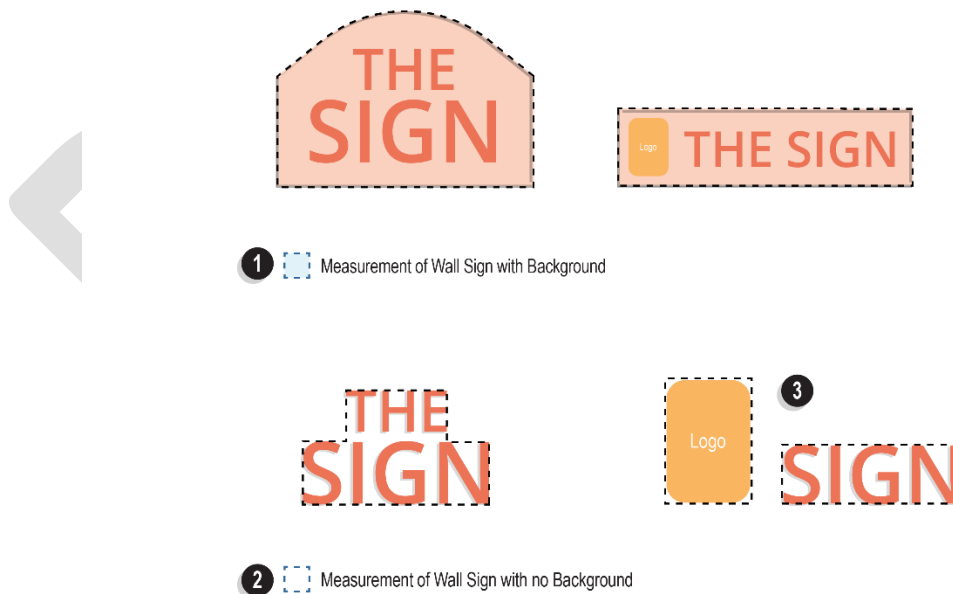 THE
SIGN
Logo
THE SIGN
1
Measurement of Wall Sign with Background
THE
SIGN
Logo
3
SIGN
2
Measurement of Wall Sign with no Background